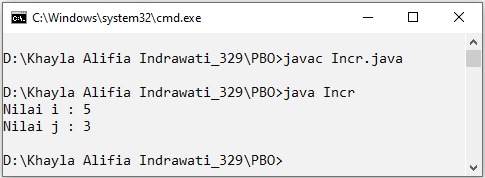 C:\Windows\system32\cmd.exe
D:\Khayla Alifia Indrawati_329\PBO>javac Incr.java
D:\Khayla Alifia Indrawati_329\PBO>java Incr
Nilai i : 5
Nilai j : 3
D:\Khayla Alifia Indrawati_329\PBO>